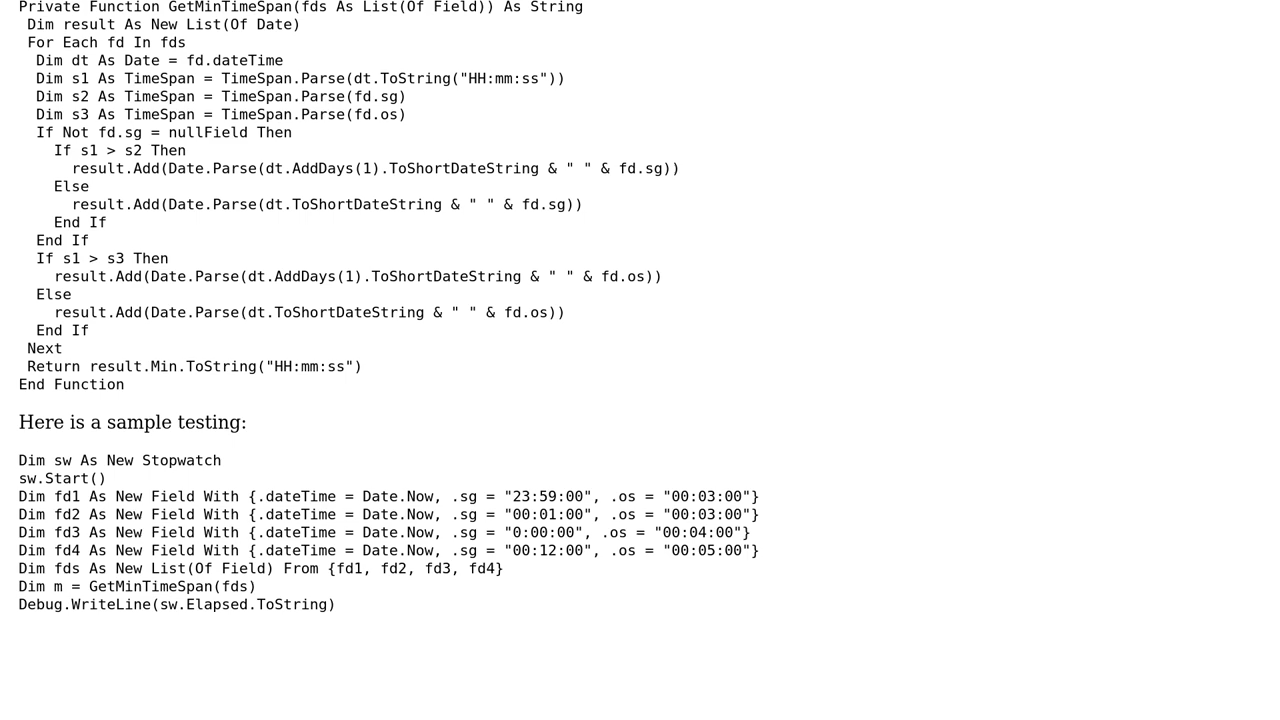 Private Function GetMinTimeSpan(fds As List(Of Field)) As String
 Dim result As New List(Of Date)
 For Each fd In fds
  Dim dt As Date = fd.dateTime
  Dim s1 As TimeSpan = TimeSpan.Parse(dt.ToString("HH:mm:ss"))
  Dim s2 As TimeSpan = TimeSpan.Parse(fd.sg)
  Dim s3 As TimeSpan = TimeSpan.Parse(fd.os)
  If Not fd.sg = nullField Then
    If s1 > s2 Then
      result.Add(Date.Parse(dt.AddDays(1).ToShortDateString & " " & fd.sg))
    Else
      result.Add(Date.Parse(dt.ToShortDateString & " " & fd.sg))
    End If
  End If
  If s1 > s3 Then
    result.Add(Date.Parse(dt.AddDays(1).ToShortDateString & " " & fd.os))
  Else
    result.Add(Date.Parse(dt.ToShortDateString & " " & fd.os))
  End If
 Next
 Return result.Min.ToString("HH:mm:ss")
End Function
Here is a sample testing:
Dim sw As New Stopwatch
sw.Start()
Dim fd1 As New Field With {.dateTime = Date.Now, .sg = "23:59:00", .os = "00:03:00"}
Dim fd2 As New Field With {.dateTime = Date.Now, .sg = "00:01:00", .os = "00:03:00"}
Dim fd3 As New Field With {.dateTime = Date.Now, .sg = "0:00:00", .os = "00:04:00"}
Dim fd4 As New Field With {.dateTime = Date.Now, .sg = "00:12:00", .os = "00:05:00"}
Dim fds As New List(Of Field) From {fd1, fd2, fd3, fd4}
Dim m = GetMinTimeSpan(fds)
Debug.WriteLine(sw.Elapsed.ToString)